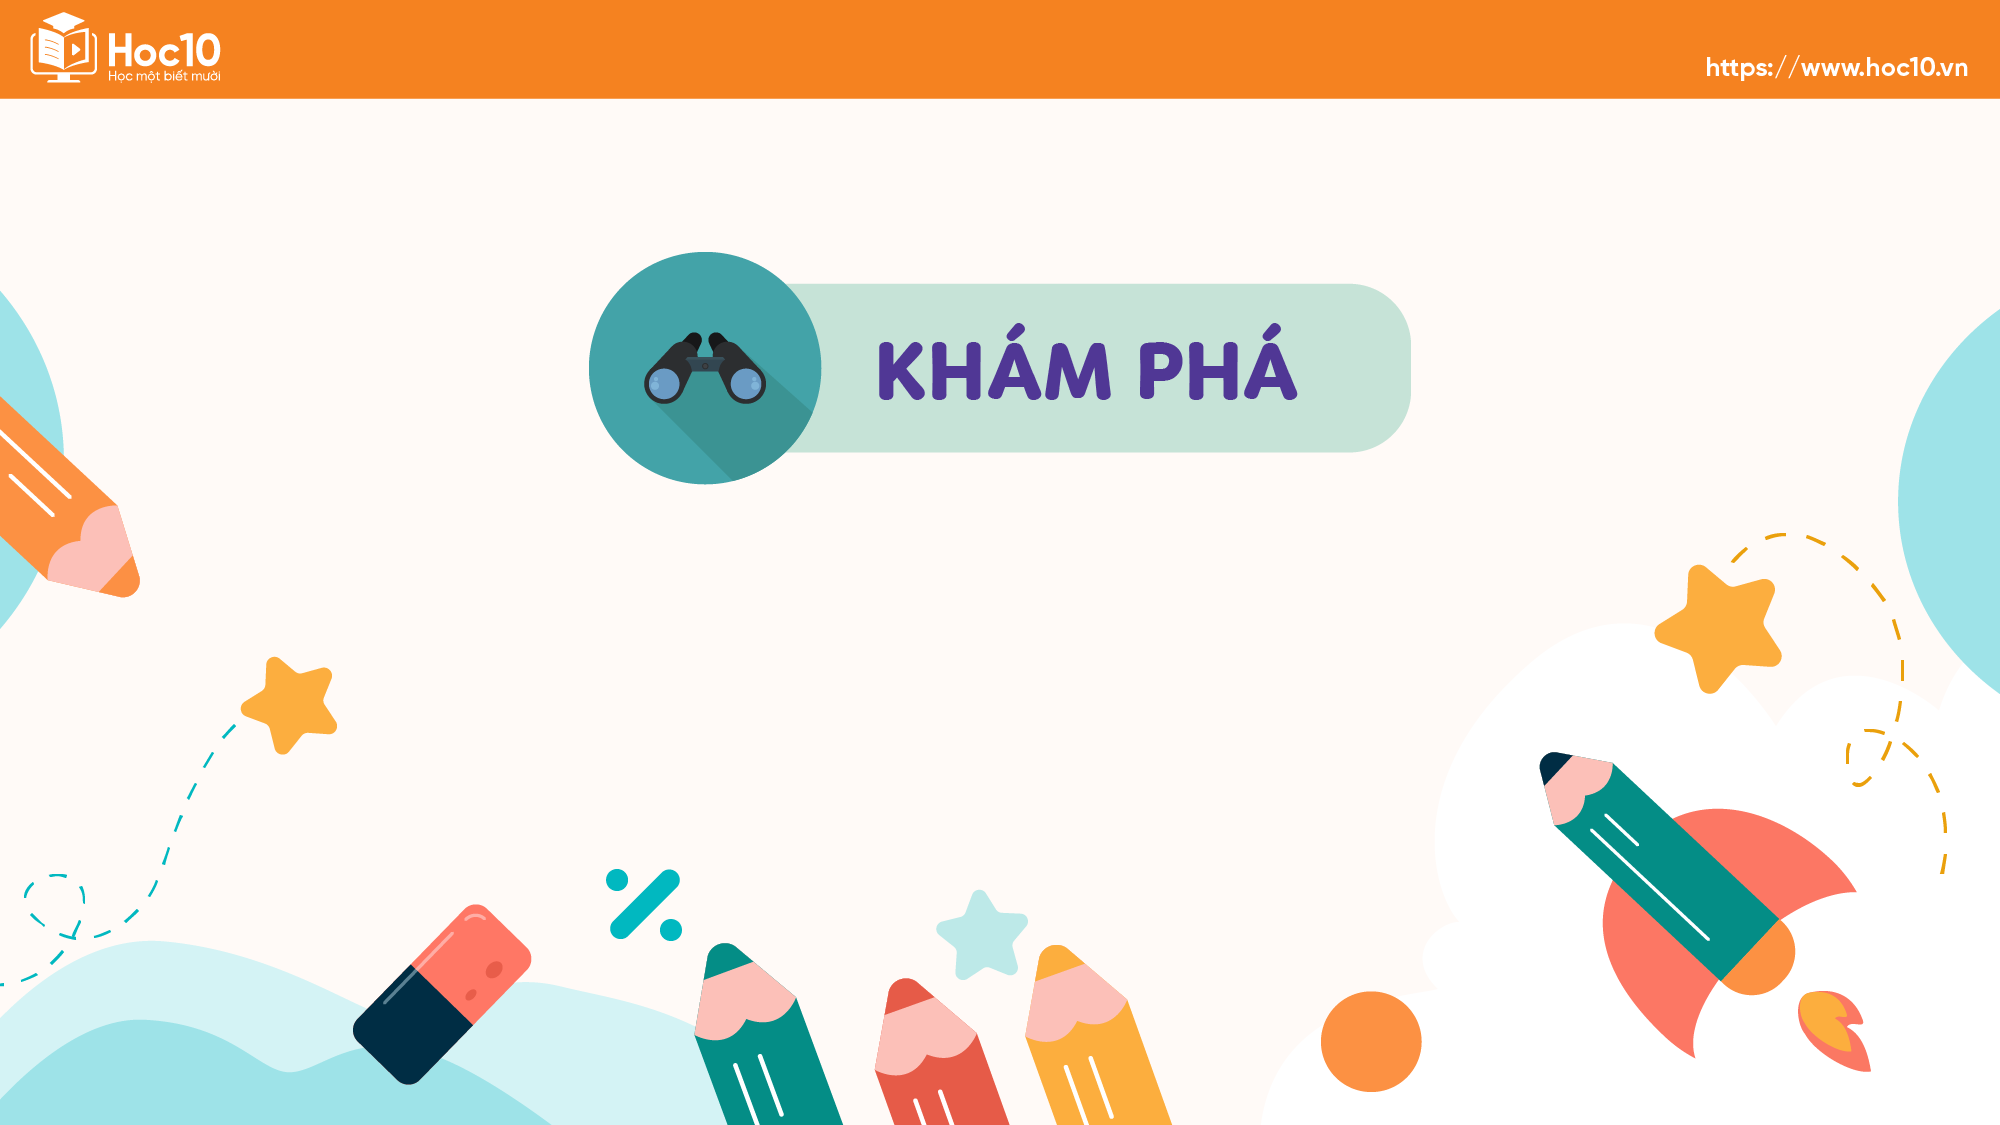 Hoc10
Học một biết mười
https://www.hoc10.vn
KHÁM PHÁ